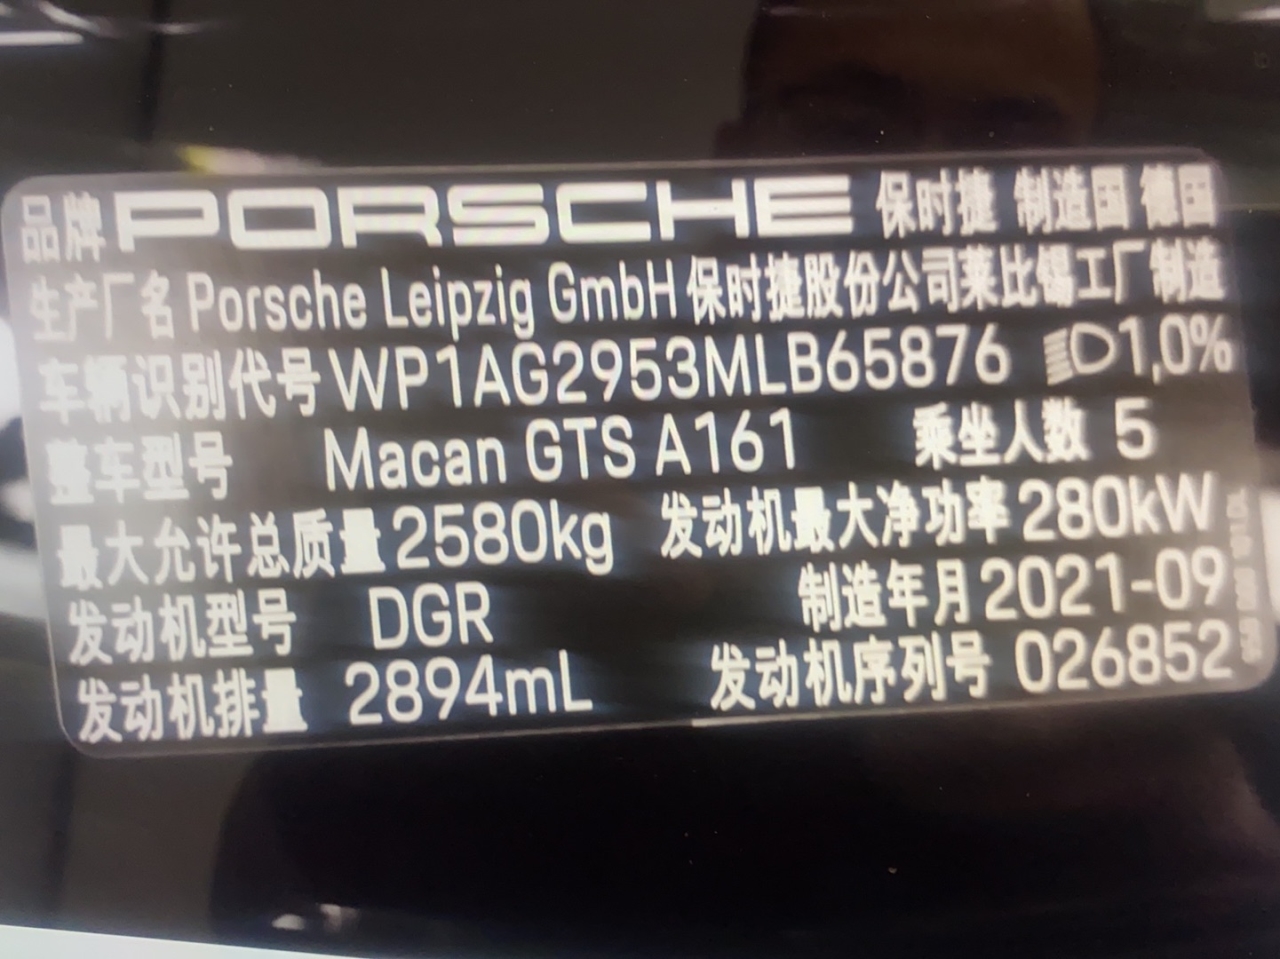 品牌 PORSCHE 保时捷 制造国 德国
生产厂名 Porsche Leipzig GmbH 保时捷股份公司莱比锡工厂制造
车辆识别代号 WP1AG2953MLB65876 1,0%
整车型号 Macan GTS A161 乘坐人数 5
最大允许总质量 2580kg 发动机最大净功率 280kW
发动机型号 DGR 制造年月 2021-09
发动机排量 2894mL 发动机序列号 026852